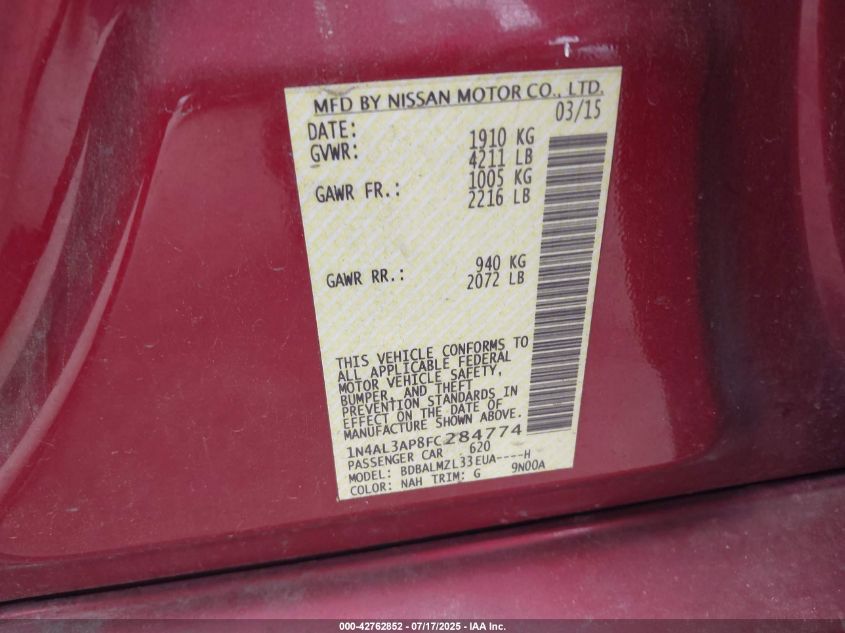 MFD BY NISSAN MOTOR CO., LTD.
DATE: 03/15
GVWR: 1910 KG
4211 LB
GAWR FR.: 1005 KG
2216 LB
GAWR RR.: 940 KG
2072 LB
THIS VEHICLE CONFORMS TO
ALL APPLICABLE FEDERAL
MOTOR VEHICLE SAFETY,
BUMPER, AND THEFT
PREVENTION STANDARDS IN
EFFECT ON THE DATE OF
MANUFACTURE SHOWN ABOVE.
1N4AL3AP8FC284774
PASSENGER CAR 620
MODEL: BDBALMZL33EUA----H
COLOR: NAH TRIM: G 9N00A
000-42762852 - 07/17/2025 - IAA Inc.